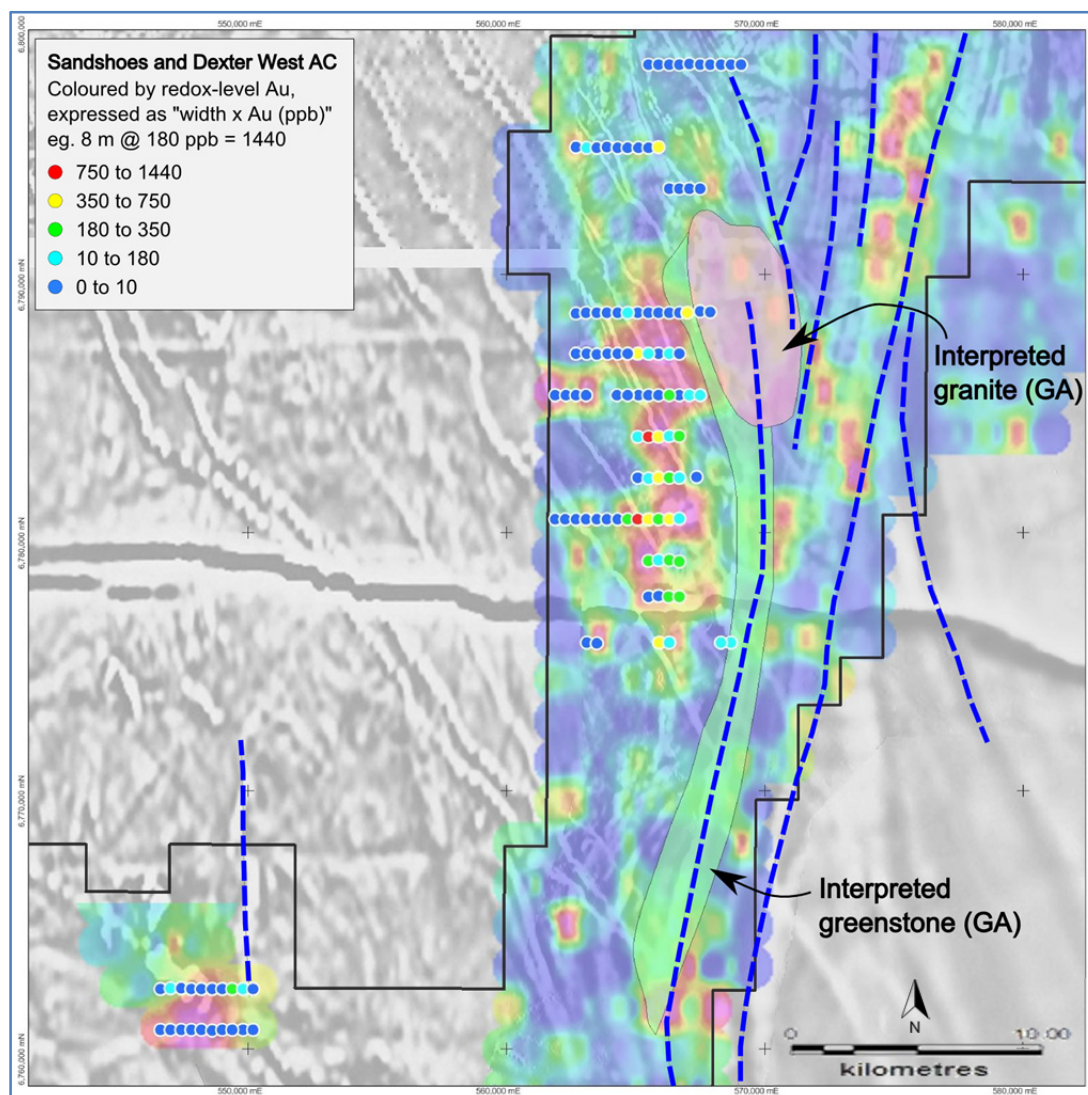 550,000 mE
560,000 mE
570,000 mE
580,000 mE
6,800,000 mN
Sandshoes and Dexter West AC
Coloured by redox-level Au,
expressed as "width x Au (ppb)"
eg. 8 m @ 180 ppb = 1440
750 to 1440
350 to 750
180 to 350
10 to 180
0 to 10
6,790,000 mN
Interpreted
granite (GA)
6,780,000 mN
6,770,000 mN
Interpreted
greenstone (GA)
N
0
10.00
kilometres
6,760,000 mN
550,000 mE
560,000 mE
570,000 mE
580,000 mE